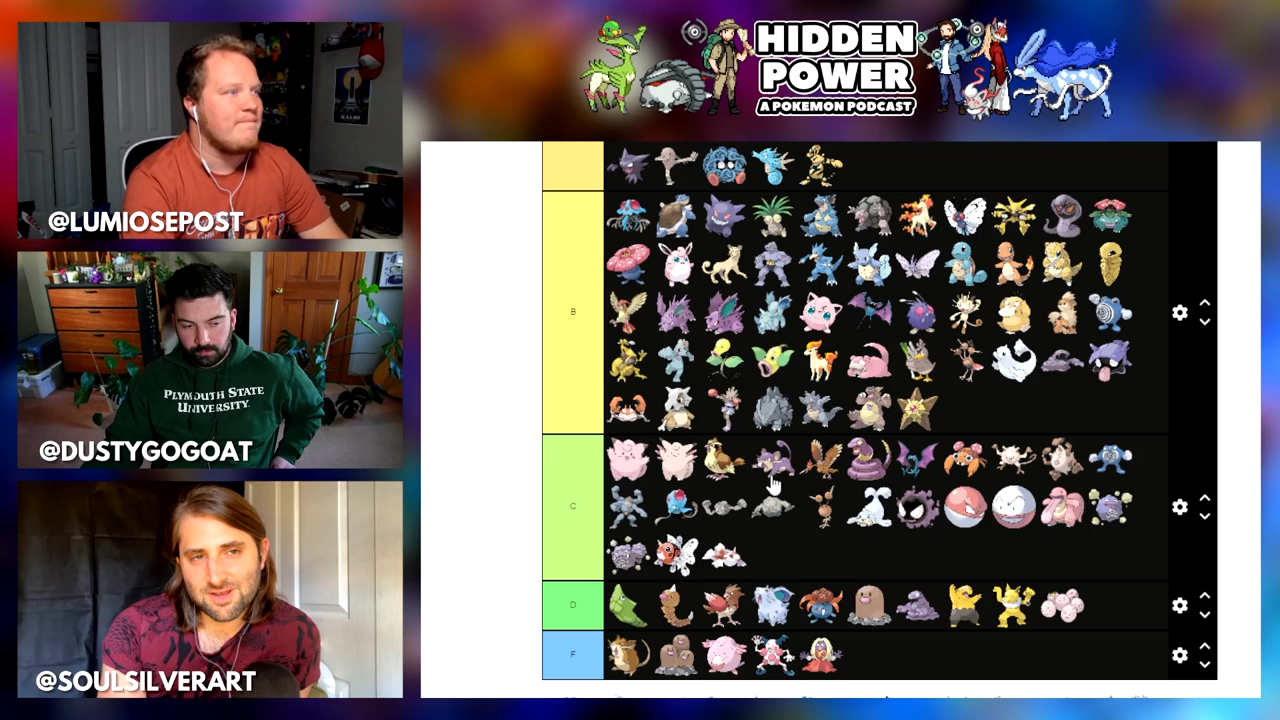 HIDDEN
POWER
A POKEMON PODCAST
@LUMIOSEPOST
PLYMOUTH STATE
UNIVERSITY.
@DUSTYGOGOAT
@SOULSILVERART
B
C
D
F